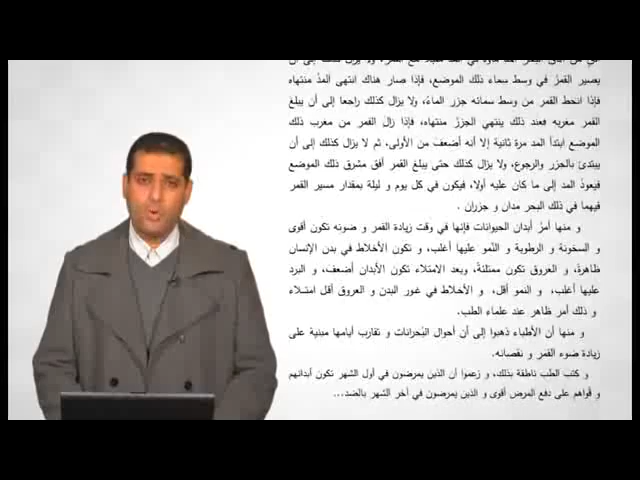 يصير القمرُ في وسط سماء ذلك الموضع، فإذا صار هناك انتهى المدُ منتهاه
فإذا انحط القمر من وسط سمائه جزر الماءُ، ولا يزال كذلك راجعا إلى أن يبلغَ
القمر مغربه فعند ذلك ينتهي الجزرُ منتهاه، فإذا زالَ القمر من مغرب ذلك
الموضع ابتدأ المد مرة ثانية إلا أنه أضعفَ من الأولى، ثم لا يزال كذلك إلى أن
يبتدئ بالجزر والرجوع، ولا يزال كذلك حتى يبلغ القمر أفق مشرق ذلك الموضع
فيعودُ المد إلى ما كان عليه أولا، فيكون في كل يوم و ليلة بمقدار مسير القمر
فيهما في ذلك البحر مدان و جزران .
و منها أمرُ أبدان الحيوانات فإنها في وقت زيادة القمر و ضوئه تكون أقوى
و السخونة و الرطوبة و النُمو عليها أغلب، و تكون الأخلاط في بدن الإنسان
ظاهرةَ، و العروق تكون ممتلئةً، وبعد الامتلاء تكون الأبدان أضعفَ، و البرد
عليها أغلب، و النمو أقل، و الأخلاط في غور البدن و العروق أقل امتلاء
و ذلك أمر ظاهر عند علماء الطب.
و منها أن الأطباء ذهبوا إلى أن أحوال البُحرانات و تقارب أيامها مبنية على
زيادة ضوء القمر و نقصانه.
و كتب الطب ناطقة بذلك، و زعموا أن الذين يمرضون في أول الشهر تكون أبدانهم
و قُواهم على دفع المرض أقوى و الذين يمرضون في آخر الشهر بالضد...